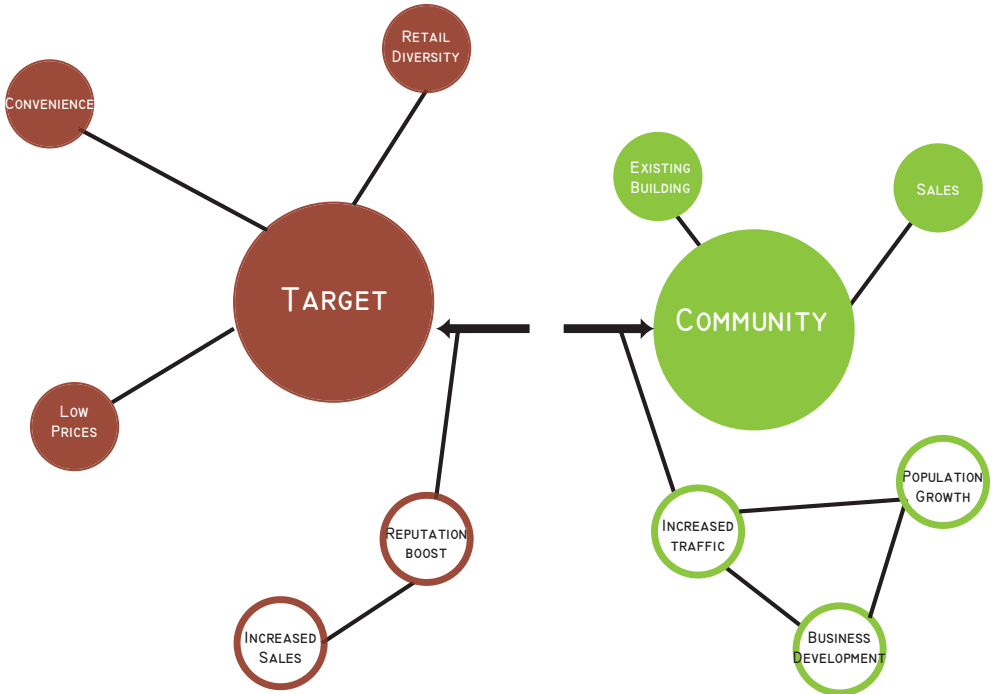 Retail
Diversity
Convenience
Existing
Building
Sales
Target
Community
Low
Prices
Population
Growth
Reputation
boost
Increased
traffic
Increased
Sales
Business
Development